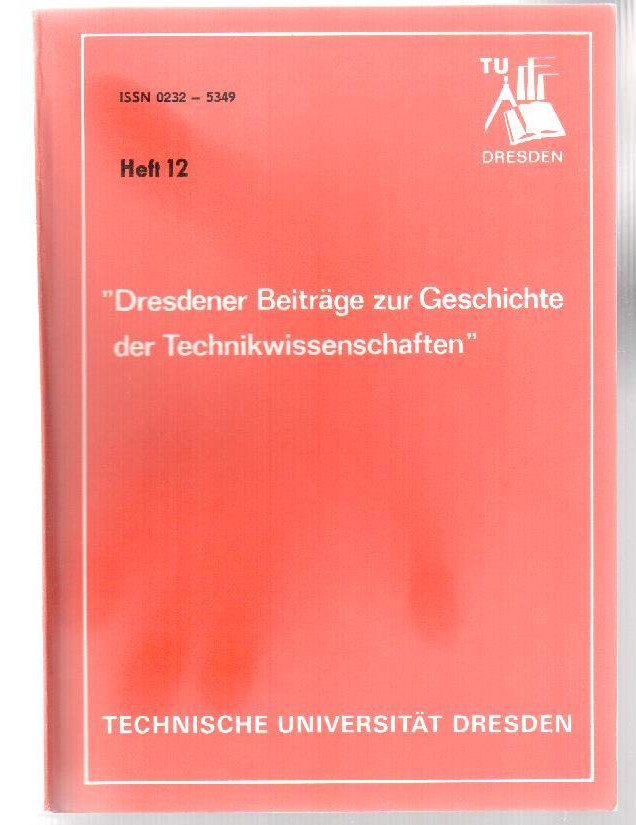 ISSN 0232 – 5349
TU
DRESDEN
Heft 12
"Dresdener Beiträge zur Geschichte
der Technikwissenschaften"
TECHNISCHE UNIVERSITÄT DRESDEN